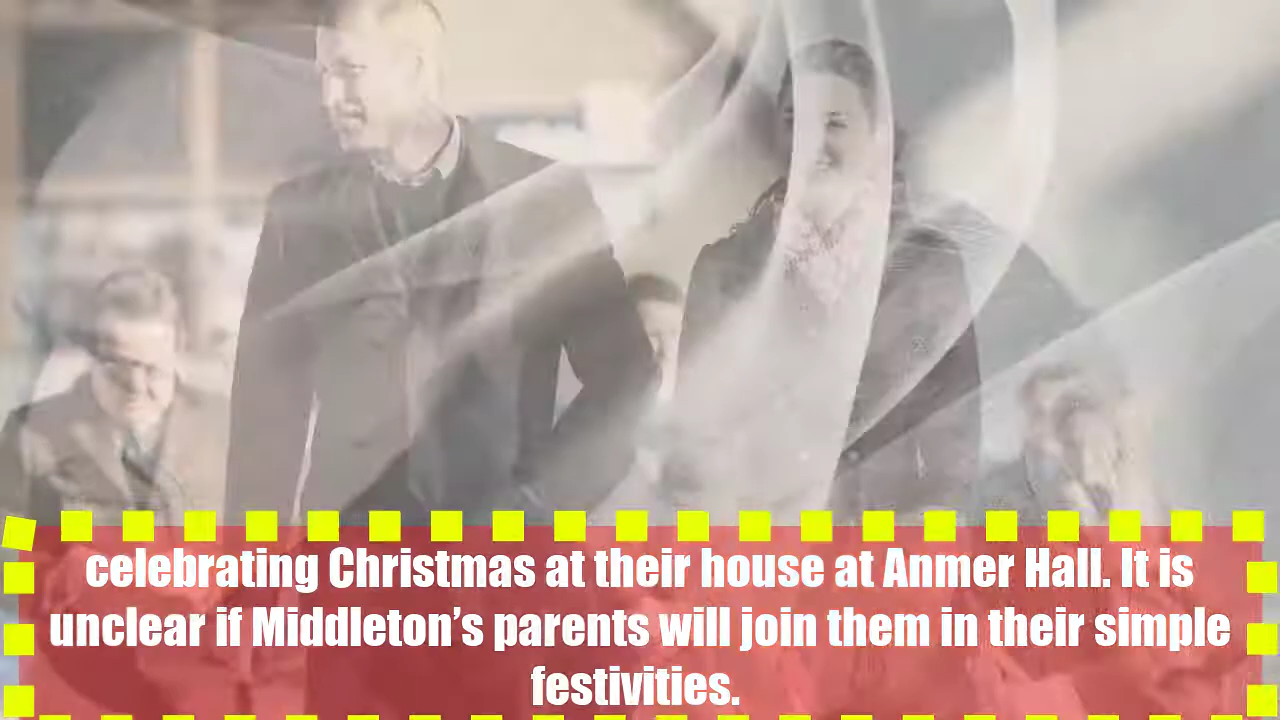 celebrating Christmas at their house at Anmer Hall. It is
unclear if Middleton’s parents will join them in their simple
festivities.